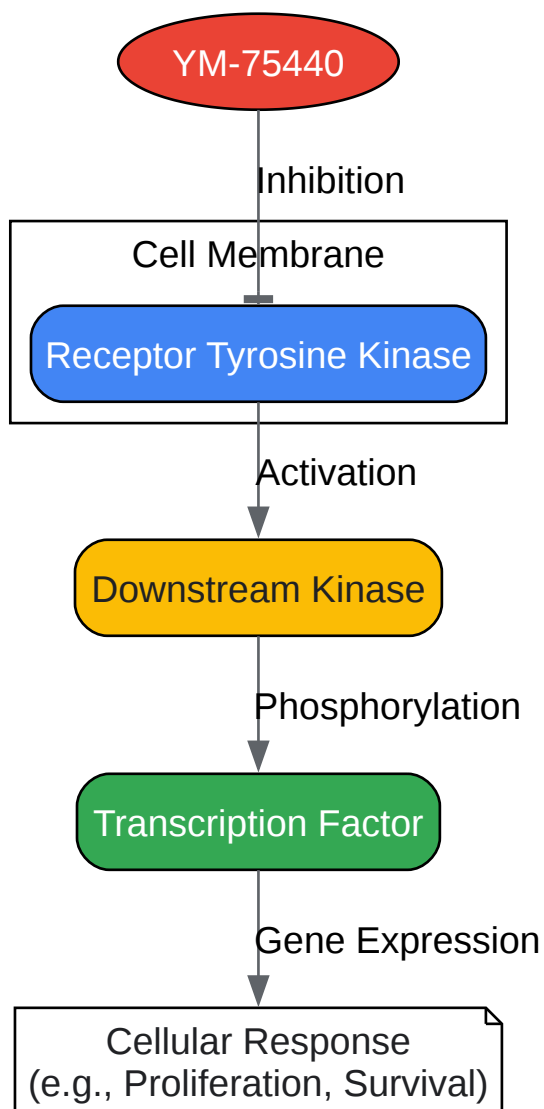 YM-75440
Inhibition
Cell Membrane
Receptor Tyrosine Kinase
Activation
Downstream Kinase
Phosphorylation
Transcription Factor
Gene Expression
Cellular Response
(e.g., Proliferation, Survival)